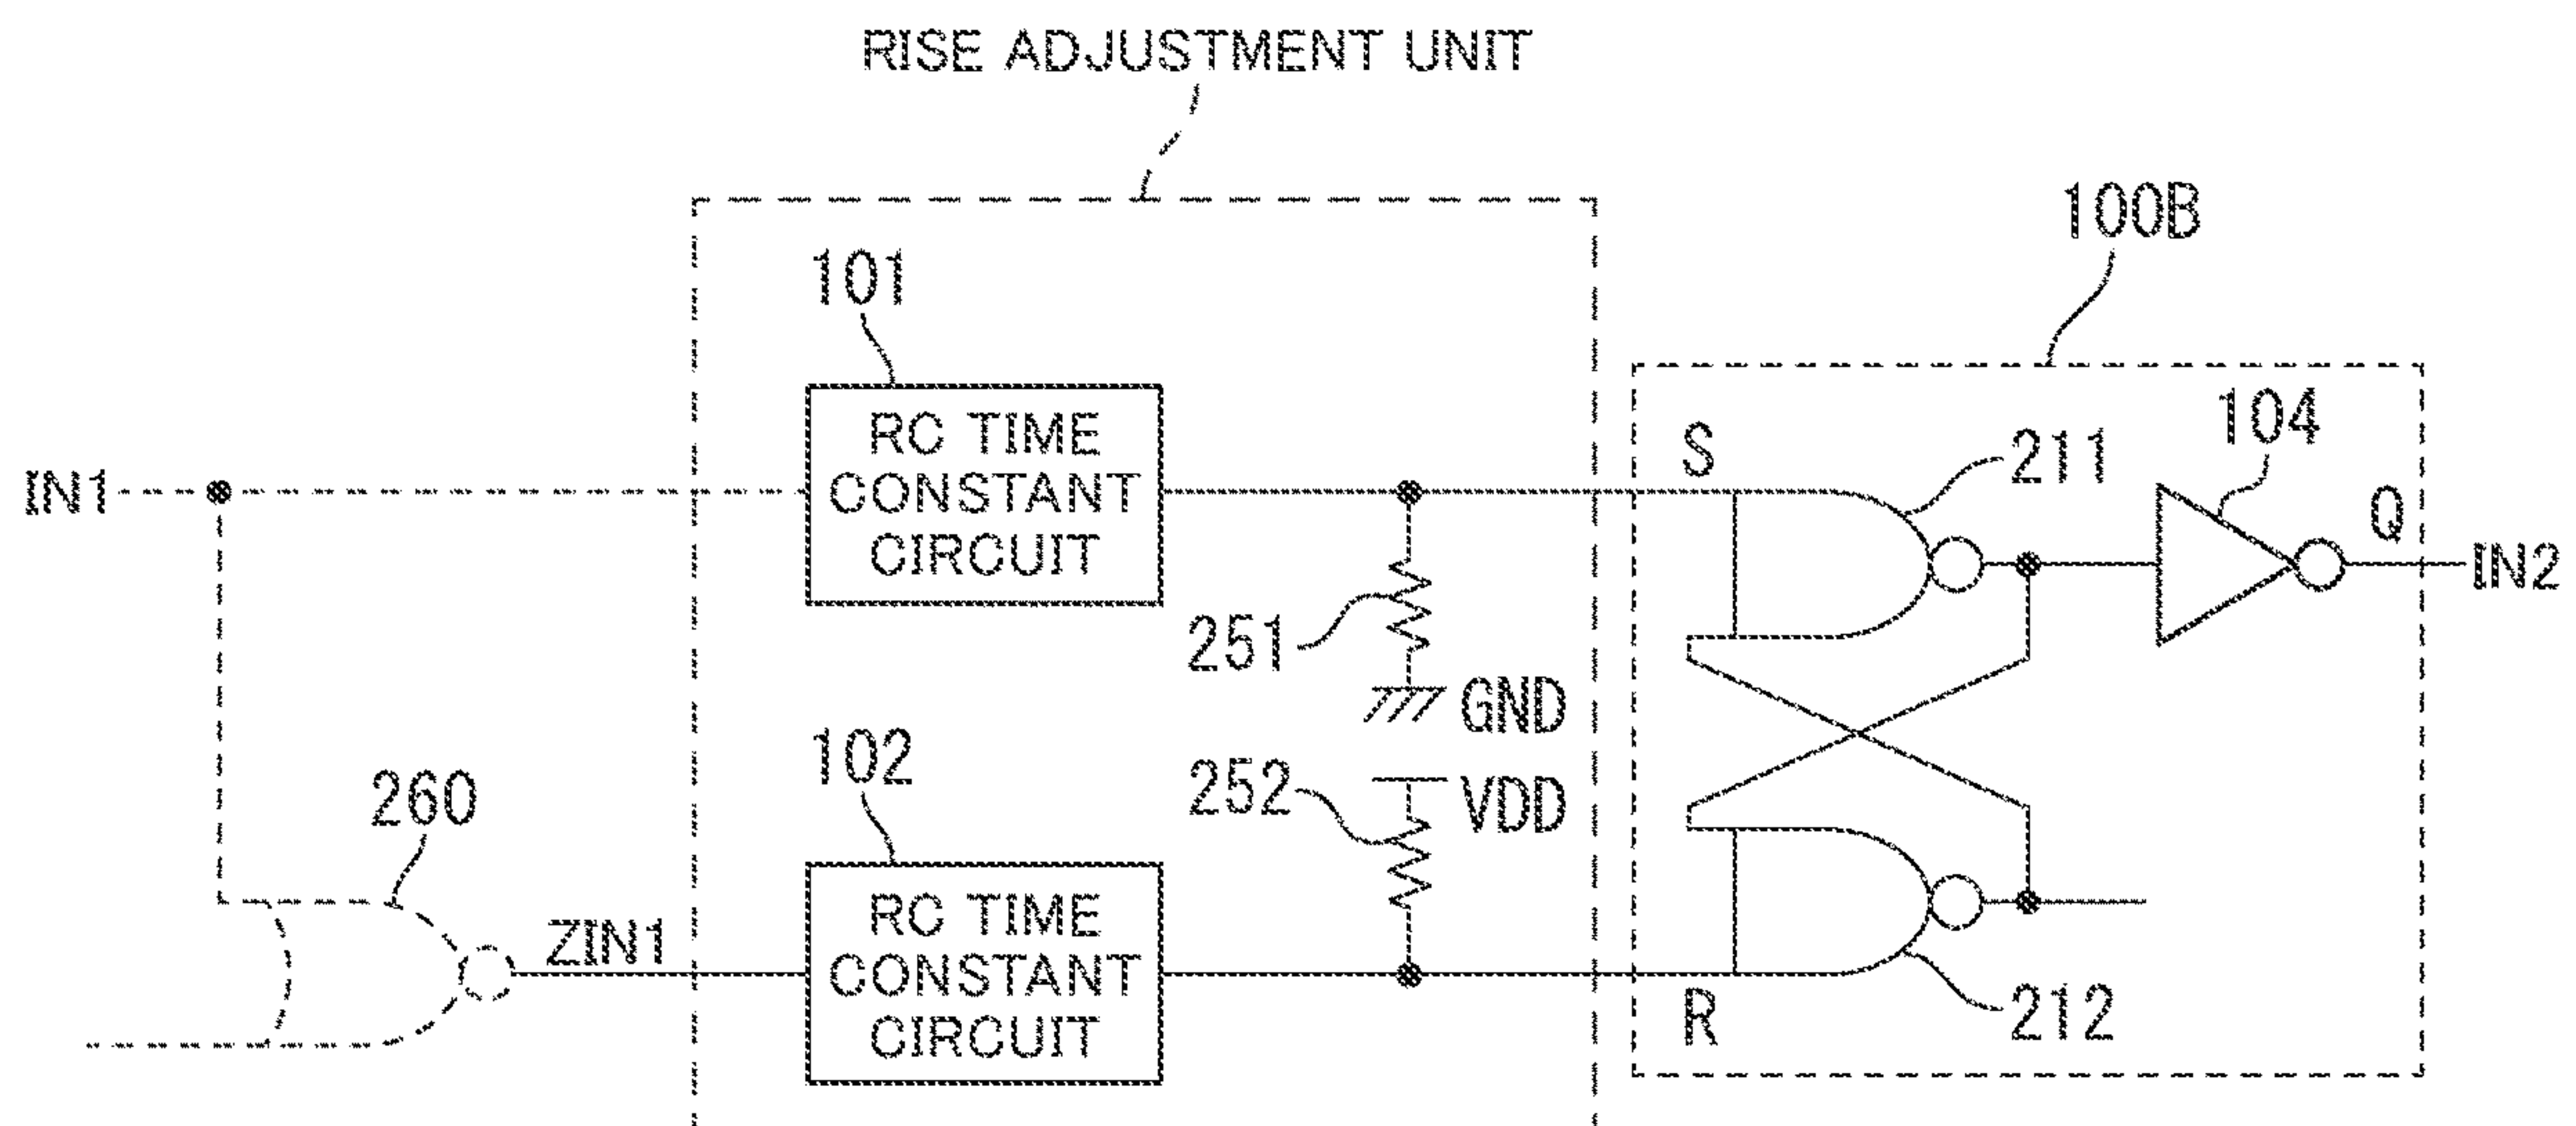 RISE ADJUSTMENT UNIT
100B
101
RC TIME
CONSTANT
CIRCUIT
IN1
S
211
104
Q
IN2
251
GND
102
252
VDD
260
ZIN1
RC TIME
CONSTANT
CIRCUIT
R
212